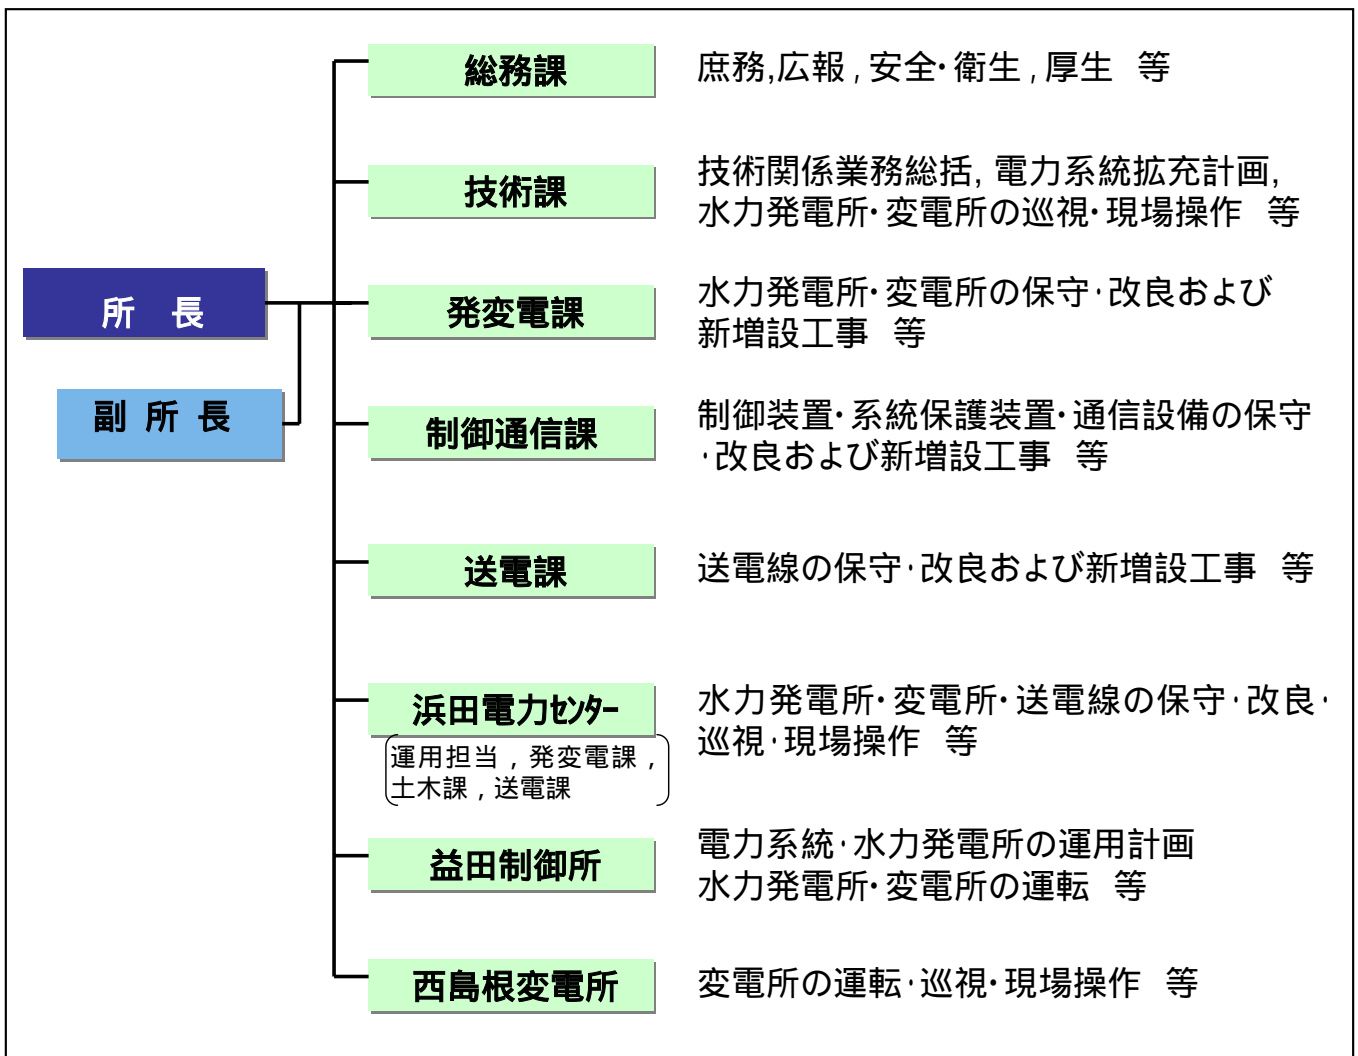 総務課
庶務,広報,安全・衛生,厚生 等
技術課
技術関係業務総括,電力系統拡充計画,
水力発電所・変電所の巡視・現場操作 等
所 長
副 所 長
発変電課
水力発電所・変電所の保守・改良および
新増設工事 等
制御通信課
制御装置・系統保護装置・通信設備の保守
・改良および新増設工事 等
送電課
送電線の保守・改良および新増設工事 等
浜田電力センター
運用担当,発変電課,
土木課,送電課
水力発電所・変電所・送電線の保守・改良・
巡視・現場操作 等
益田制御所
電力系統・水力発電所の運用計画
水力発電所・変電所の運転 等
西島根変電所
変電所の運転・巡視・現場操作 等